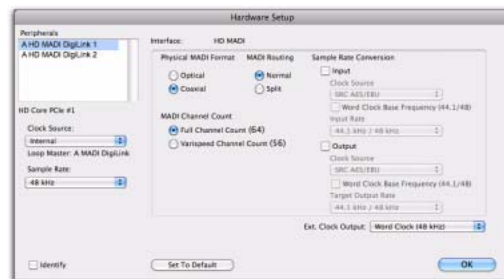 Hardware Setup
Peripherals
A HD MADI DigiLink 1
A HD MADI DigiLink 2
HD Core PCIe #1
Clock Source:
Internal
Loop Master: A MADI DigiLink
Sample Rate:
48 kHz
Identify
Interface: HD MADI
Physical MADI Format
Optical
Coaxial
MADI Routing
Normal
Split
MADI Channel Count
Full Channel Count (64)
Varispeed Channel Count (56)
Sample Rate Conversion
Input
Clock Source
SRC AES/EBU
Word Clock Base Frequency (44.1/48)
Input Rate
44.1 kHz / 48 kHz
Output
Clock Source
SRC AES/EBU
Word Clock Base Frequency (44.1/48)
Target Output Rate
44.1 kHz / 48 kHz
Ext. Clock Output: Word Clock (48 kHz)
Set To Default
OK